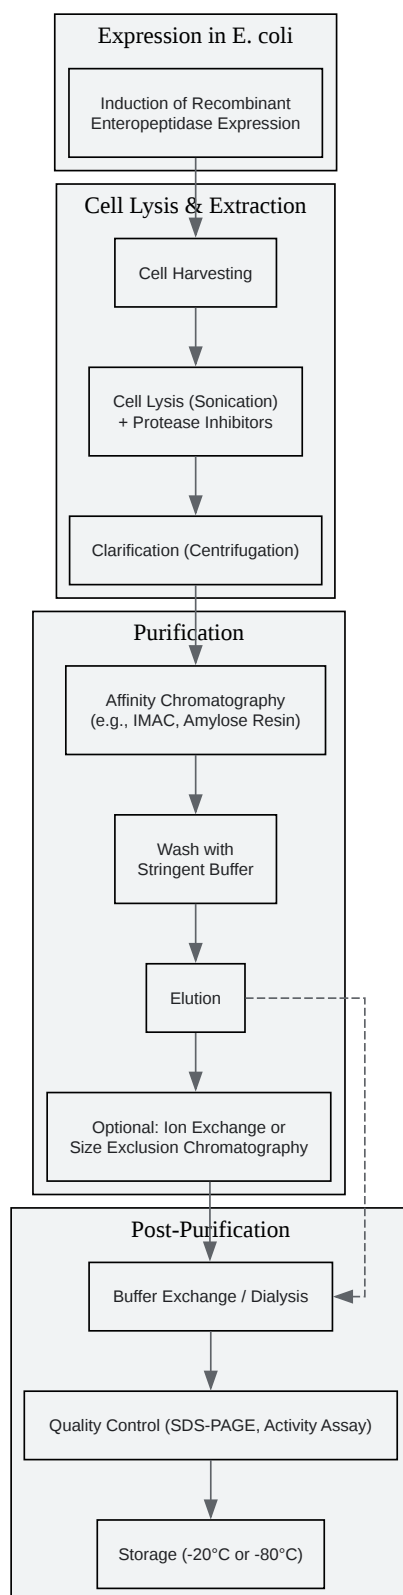 Expression in E. coli
Induction of Recombinant
Enteropeptidase Expression
Cell Lysis & Extraction
Cell Harvesting
Cell Lysis (Sonication)
+ Protease Inhibitors
Clarification (Centrifugation)
Purification
Affinity Chromatography
(e.g., IMAC, Amylose Resin)
Wash with
Stringent Buffer
Elution
Optional: Ion Exchange or
Size Exclusion Chromatography
Post-Purification
Buffer Exchange / Dialysis
Quality Control (SDS-PAGE, Activity Assay)
Storage (-20°C or -80°C)